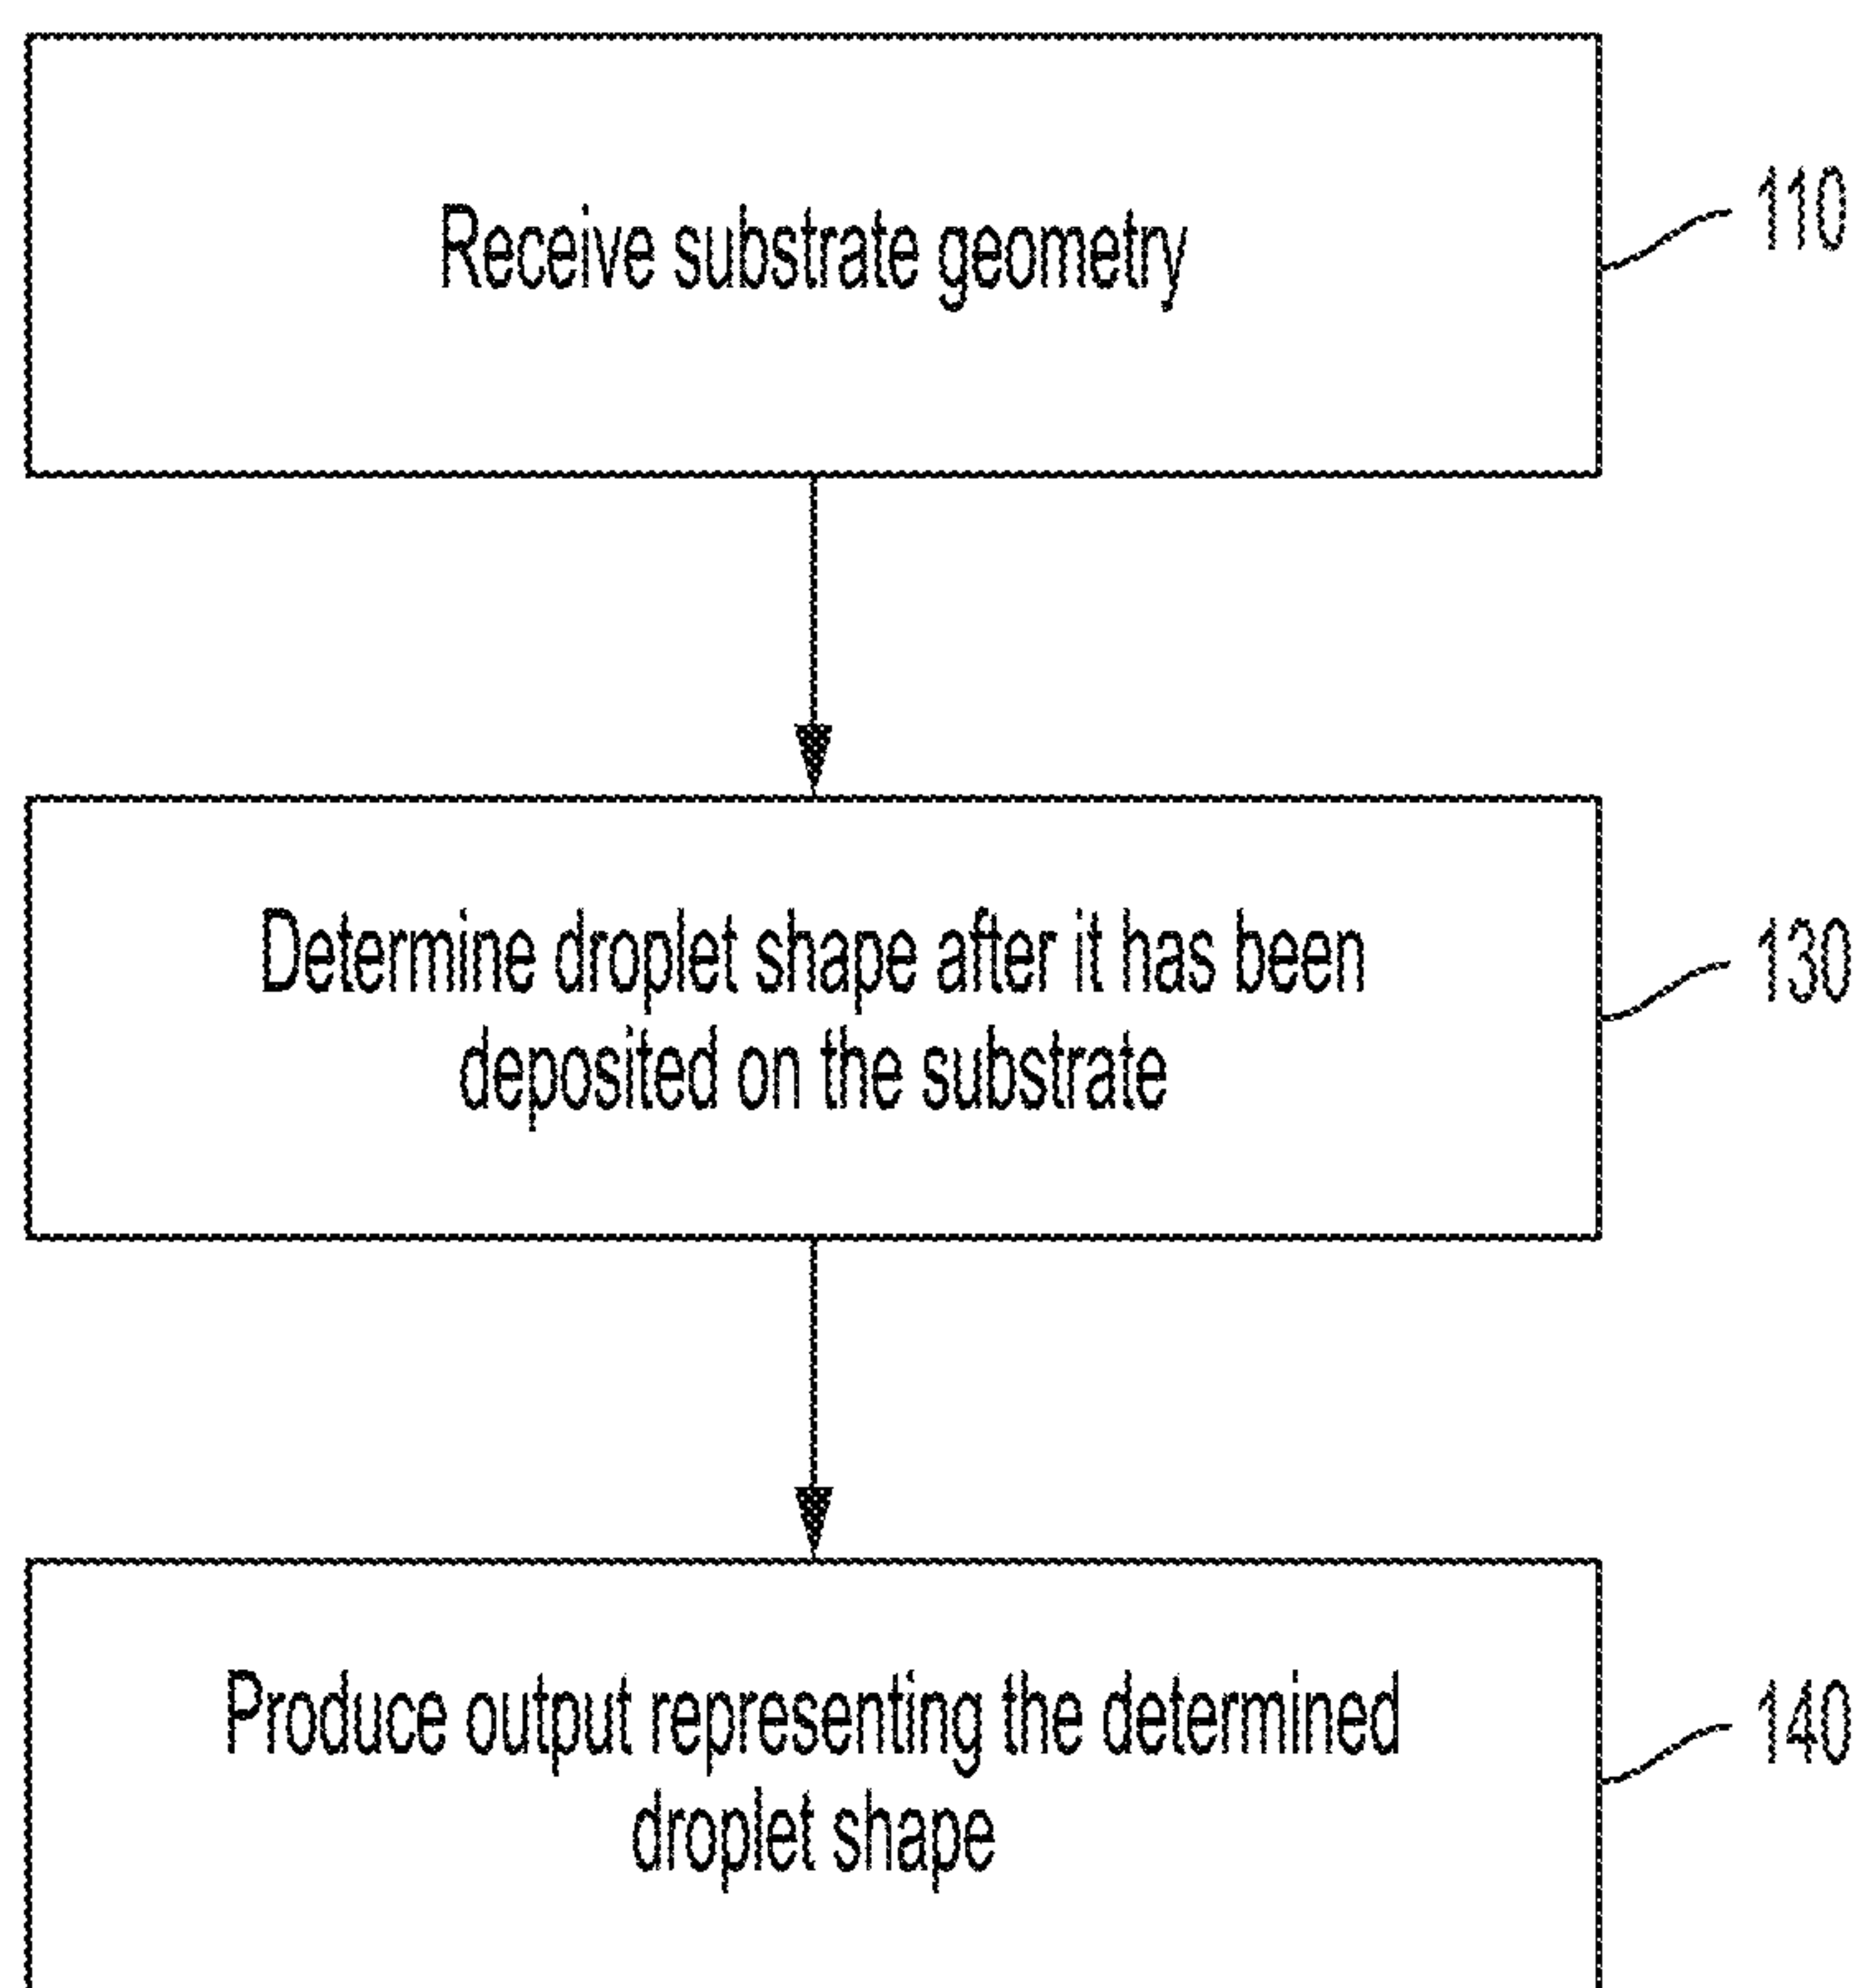 Receive substrate geometry
110
Determine droplet shape after it has been
deposited on the substrate
130
Produce output representing the determined
droplet shape
140